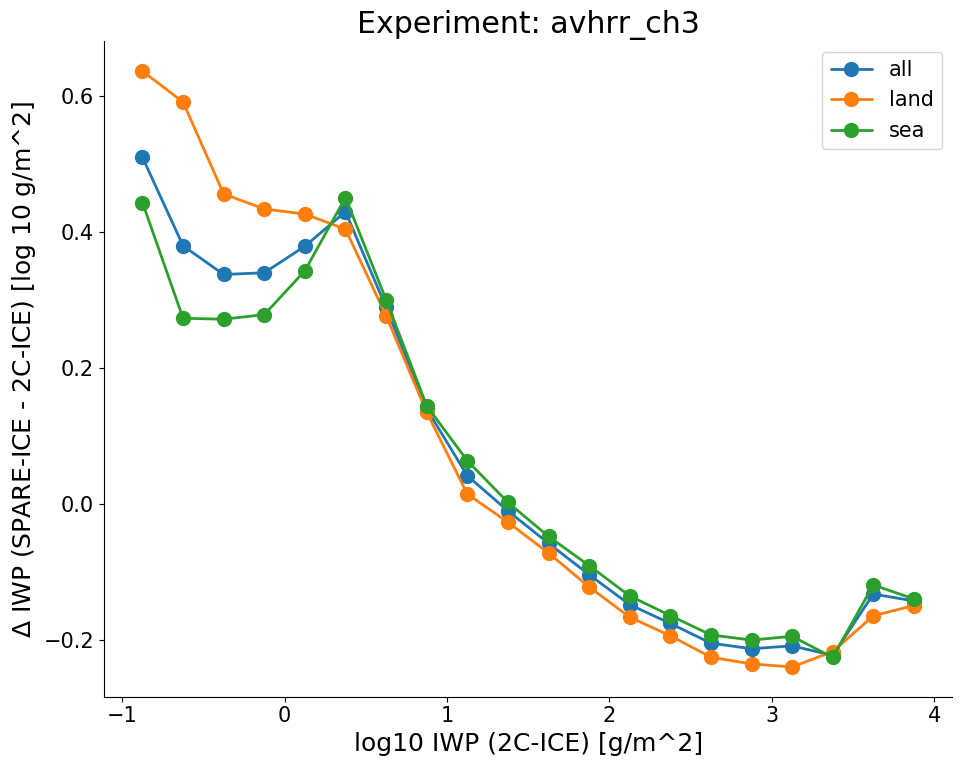 Experiment: avhrr_ch3
all
land
sea
Δ IWP (SPARE-ICE - 2C-ICE) [log 10 g/m^2]
0.6
0.4
0.2
0.0
−0.2
−1
0
1
2
3
4
log10 IWP (2C-ICE) [g/m^2]